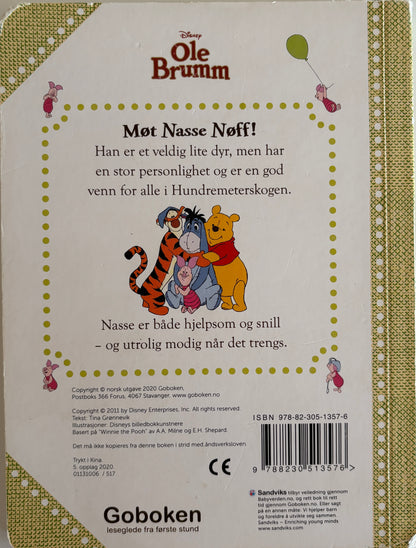 Disney
Ole
Brumm
Møt Nasse Nøff!
Han er et veldig lite dyr, men har
en stor personlighet og er en god
venn for alle i Hundremeterskogen.
Nasse er både hjelpsom og snill
– og utrolig modig når det trengs.
Copyright © norsk utgave 2020 Goboken.
Postboks 366 Forus, 4067 Stavanger. www.goboken.no
Copyright © 2011 by Disney Enterprises, Inc. All rights reserved.
Tekst: Tina Grønnevik
Illustrasjoner: Disneys billedbokkunstnere
Basert på "Winnie the Pooh" av A.A. Milne og E.H. Shepard.
Det må ikke kopieres fra denne boken i strid med åndsverksloven
Trykt i Kina.
5. opplag 2020.
01131006 / 517
CE
ISBN 978-82-305-1357-6
9 788230 513576 >
Goboken
leseglede fra første stund
Sandviks tilbyr veiledning gjennom
Babyverden.no, og rett bok til rett
tid gjennom Goboken.no. Eller sagt
på en annen måte: Vi hjelper barn
og foreldre å utvikle seg sammen.
Sandviks – Enriching young minds
www.sandviks.com